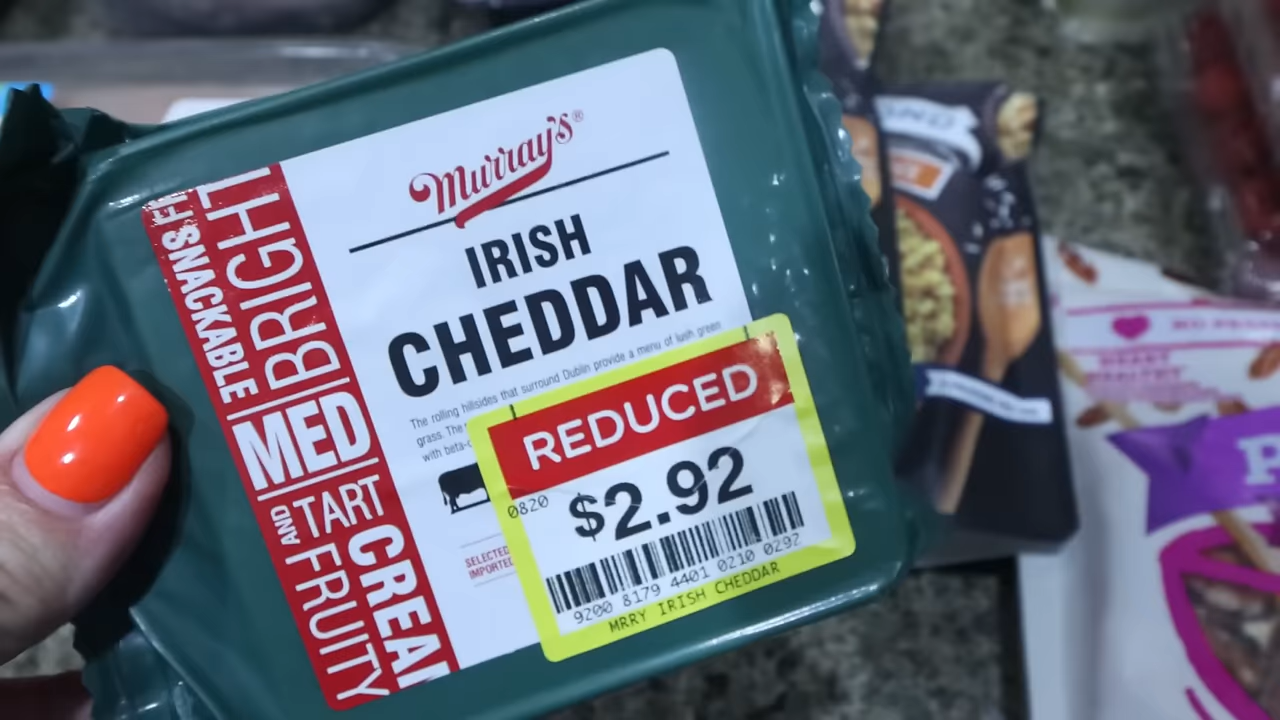 Murray's®
IRISH
CHEDDAR
The rolling hillsides that surround Dublin provide a menu of lush green
grass. The
with beta-c
SELECTED
IMPORTED
SNACKABLE
BRIGHT
MED
AND TART
FRUITY
CREAM
REDUCED
0820
$2.92
9200 8179 4401 0210 0292
MRRY IRISH CHEDDAR